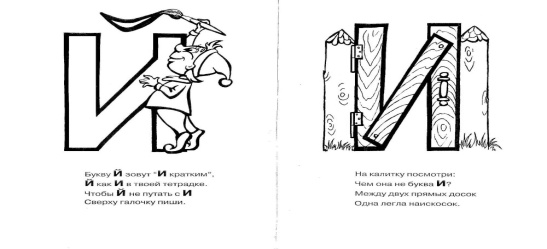 Й
Букву Й зовут "И кратким",
Й как И в твоей тетрадке.
Чтобы Й не путать с И
Сверху галочку пиши.
И
На калитку посмотри:
Чем она не буква И?
Между двух прямых досок
Одна легла наискосок.